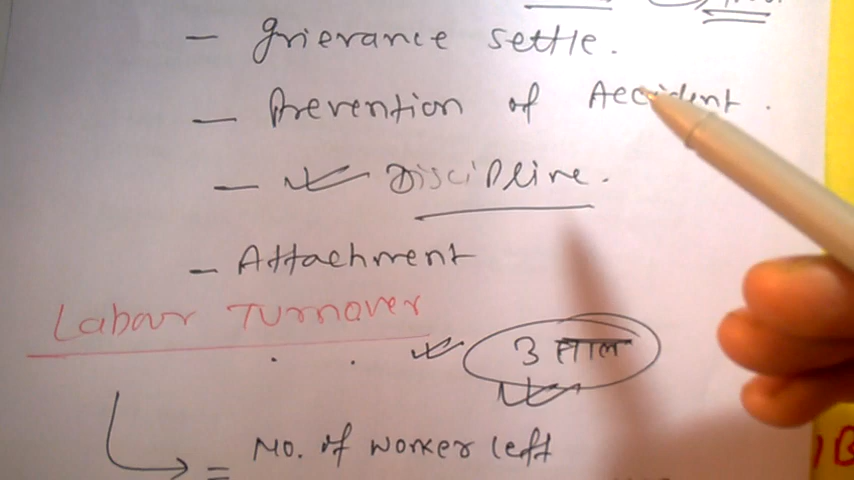 - Grievance settle.
- Prevention of Accident.
- Discipline.
- Attachment
Labour Turnover
3 साल
= No. of worker left